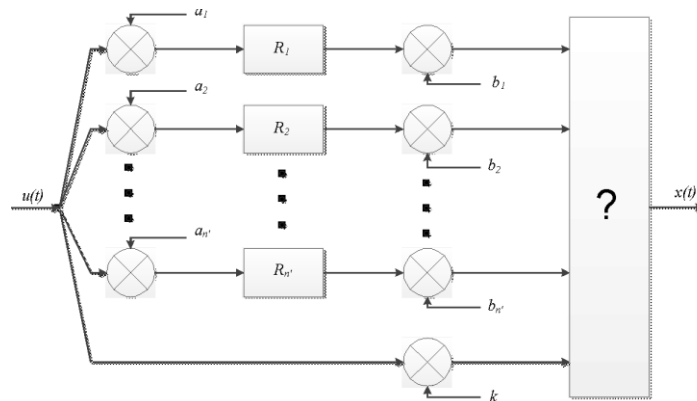 a₁
R₁
b₁
a₂
R₂
b₂
u(t)
?
x(t)
aₙ'
Rₙ'
bₙ'
k